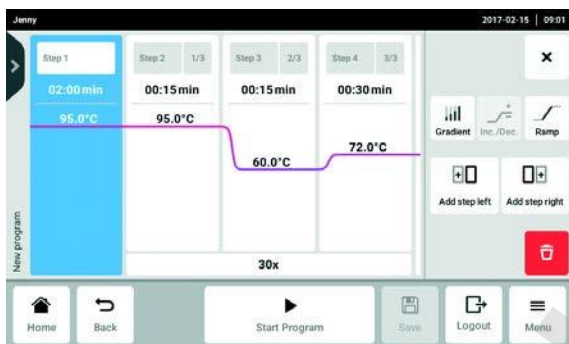 Jenny 2017-02-15 | 09:01
Step 1 Step 2 1/3 Step 3 2/3 Step 4 3/3
02:00 min 00:15 min 00:15 min 00:30 min
95.0°C 95.0°C 60.0°C 72.0°C
Gradient Inc./Dec. Ramp
Add step left Add step right
New program
30x
Home Back Start Program Save Logout Menu